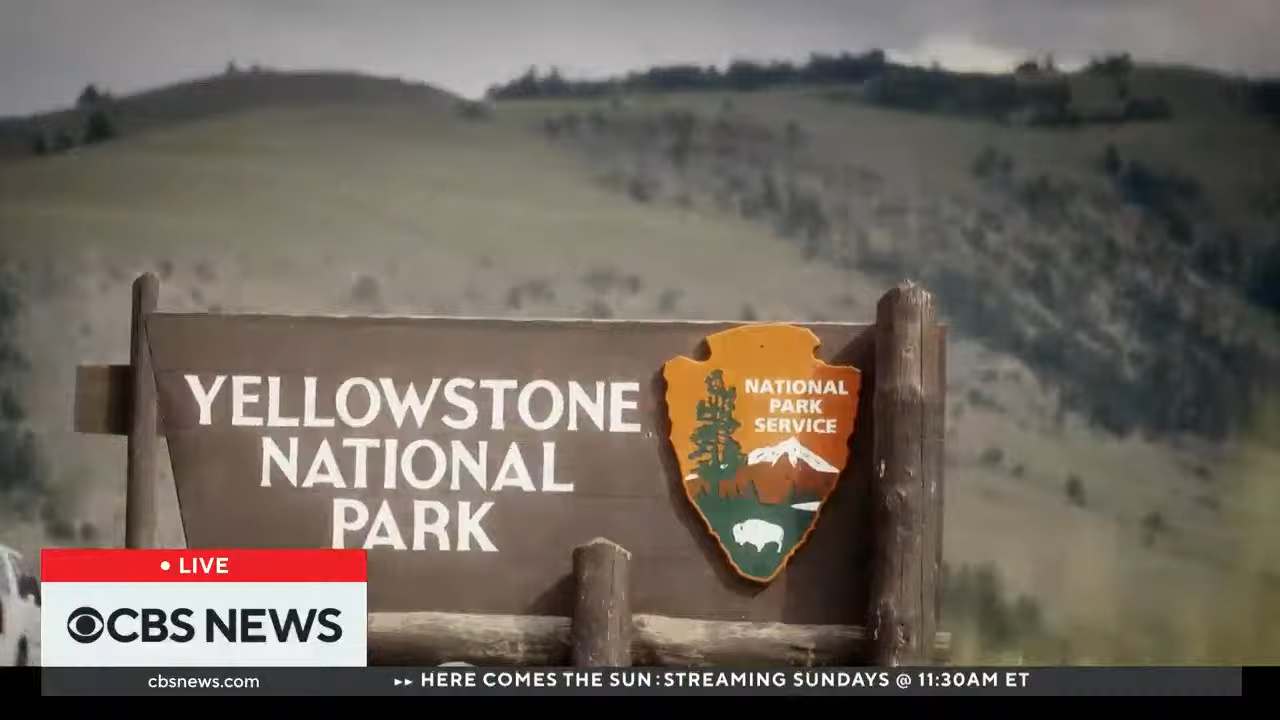 YELLOWSTONE
NATIONAL
PARK
NATIONAL
PARK
SERVICE
• LIVE
CBS NEWS
cbsnews.com
▸▸ HERE COMES THE SUN : STREAMING SUNDAYS @ 11:30AM ET